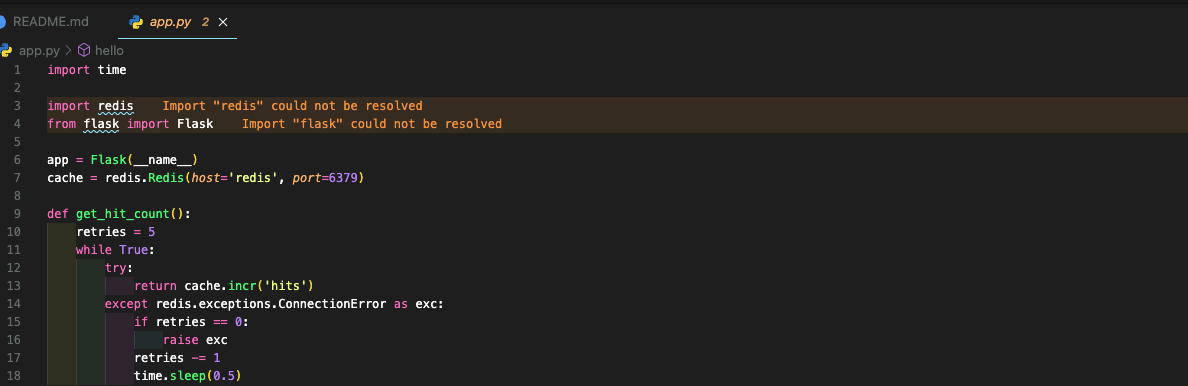 README.md app.py 2 ×
app.py > hello
1 import time
2
3 import redis Import "redis" could not be resolved
4 from flask import Flask Import "flask" could not be resolved
5
6 app = Flask(__name__)
7 cache = redis.Redis(host='redis', port=6379)
8
9 def get_hit_count():
10 retries = 5
11 while True:
12 try:
13 return cache.incr('hits')
14 except redis.exceptions.ConnectionError as exc:
15 if retries == 0:
16 raise exc
17 retries -= 1
18 time.sleep(0.5)